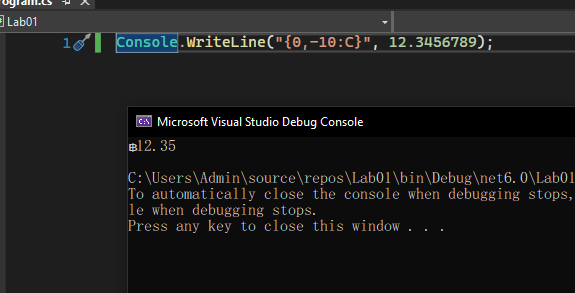 rogram.cs
Lab01
1 Console.WriteLine("{0,-10:C}", 12.3456789);
Microsoft Visual Studio Debug Console
12.35
C:\Users\Admin\source\repos\Lab01\bin\Debug\net6.0\Lab01
To automatically close the console when debugging stops,
le when debugging stops.
Press any key to close this window . . .